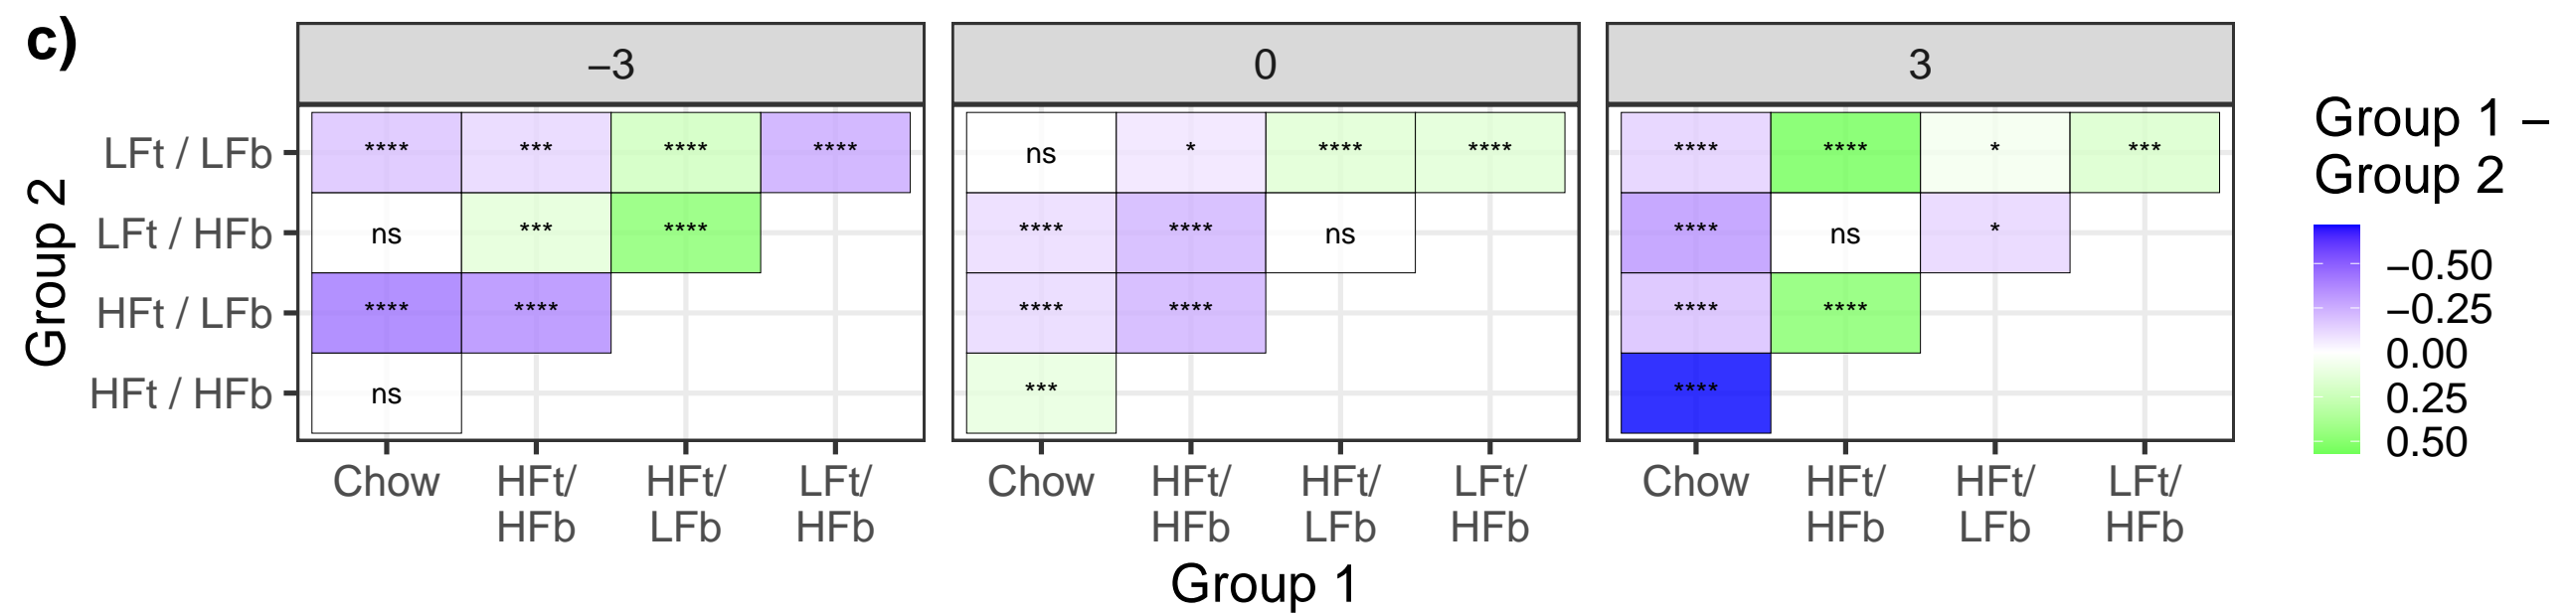 c)
−3 0 3
LFt / LFb **** *** **** **** ns * **** **** **** **** * ***
LFt / HFb ns *** **** **** **** ns **** ns *
HFt / LFb **** **** **** **** **** ****
HFt / HFb ns *** ****
Group 2
Chow HFt/ HFt/ LFt/ Chow HFt/ HFt/ LFt/ Chow HFt/ HFt/ LFt/
HFb LFb HFb HFb LFb HFb HFb LFb HFb
Group 1
Group 1 −
Group 2
−0.50
−0.25
0.00
0.25
0.50